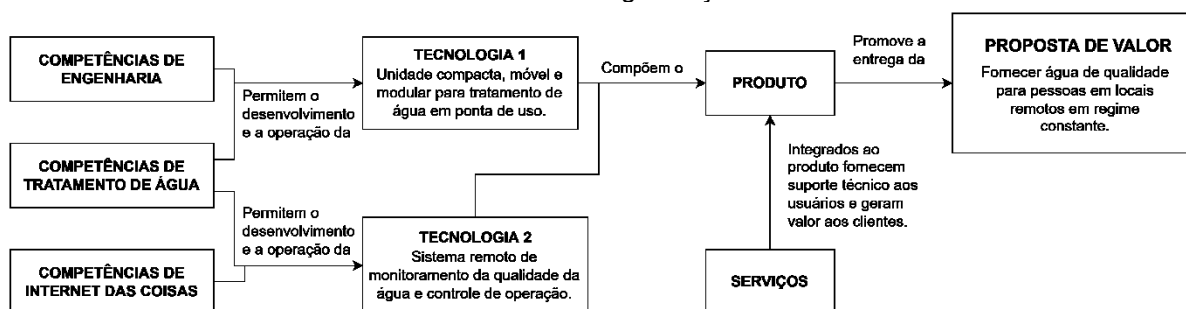 COMPETÊNCIAS DE
ENGENHARIA
COMPETÊNCIAS DE
TRATAMENTO DE ÁGUA
COMPETÊNCIAS DE
INTERNET DAS COISAS
Permitem o
desenvolvimento
e a operação da
Permitem o
desenvolvimento
e a operação da
TECNOLOGIA 1
Unidade compacta, móvel e
modular para tratamento de
água em ponta de uso.
TECNOLOGIA 2
Sistema remoto de
monitoramento da qualidade da
água e controle de operação.
Compõem o
PRODUTO
Integrados ao
produto fornecem
suporte técnico aos
usuários e geram
valor aos clientes.
SERVIÇOS
Promove a
entrega da
PROPOSTA DE VALOR
Fornecer água de qualidade
para pessoas em locais
remotos em regime
constante.